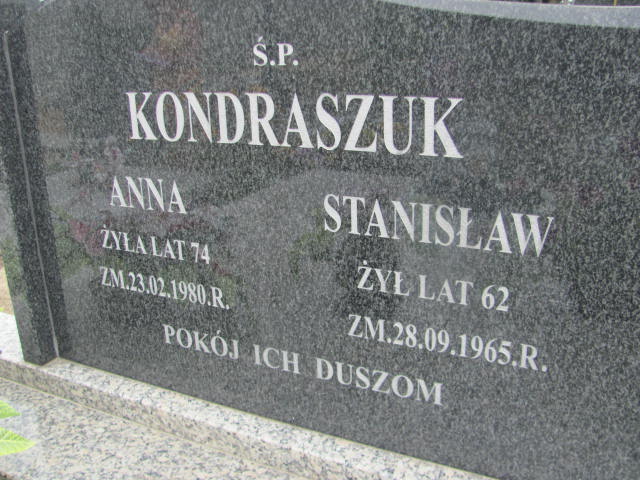 Ś.P.
KONDRASZUK
ANNA
ŻYŁA LAT 74
ZM.23.02.1980.R.
STANISŁAW
ŻYŁ LAT 62
ZM.28.09.1965.R.
POKÓJ ICH DUSZOM